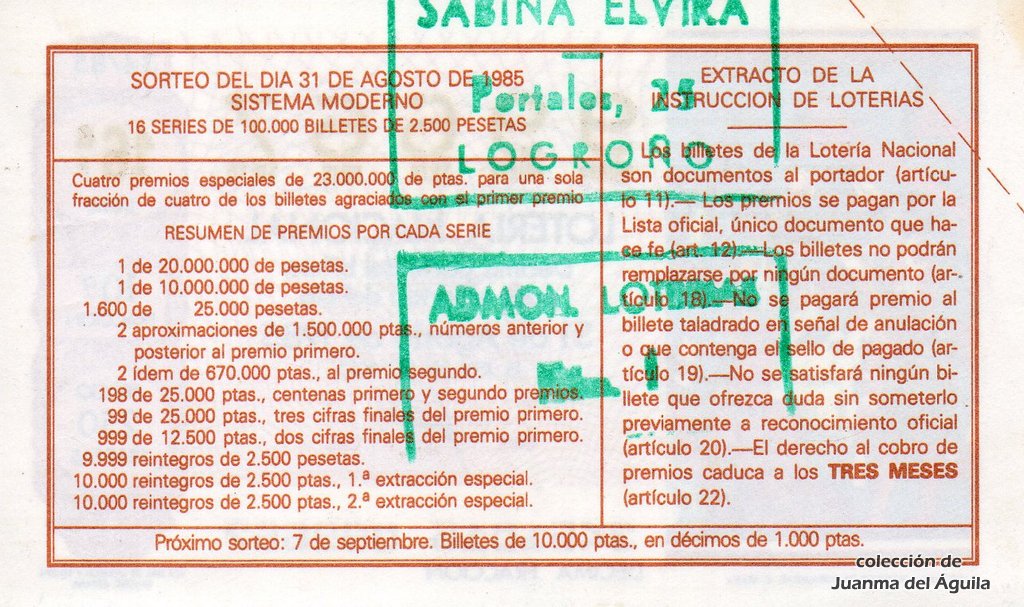 SABINA ELVIRA
Portales, 25
LOGROÑO
SORTEO DEL DIA 31 DE AGOSTO DE 1985
SISTEMA MODERNO
16 SERIES DE 100.000 BILLETES DE 2.500 PESETAS
Cuatro premios especiales de 23.000.000 de ptas. para una sola
fracción de cuatro de los billetes agraciados con el primer premio
RESUMEN DE PREMIOS POR CADA SERIE
1 de 20.000.000 de pesetas.
1 de 10.000.000 de pesetas.
1.600 de 25.000 pesetas.
2 aproximaciones de 1.500.000 ptas., números anterior y
posterior al premio primero.
2 ídem de 670.000 ptas., al premio segundo.
198 de 25.000 ptas., centenas primero y segundo premios.
99 de 25.000 ptas., tres cifras finales del premio primero.
999 de 12.500 ptas., dos cifras finales del premio primero.
9.999 reintegros de 2.500 pesetas.
10.000 reintegros de 2.500 ptas., 1.ª extracción especial.
10.000 reintegros de 2.500 ptas., 2.ª extracción especial.
ADMON. LOTERIAS
EXTRACTO DE LA
INSTRUCCION DE LOTERIAS
Los billetes de la Lotería Nacional
son documentos al portador (artícu-
lo 11).— Los premios se pagan por la
Lista oficial, único documento que ha-
ce fe (art. 12).—Los billetes no podrán
remplazarse por ningún documento (ar-
tículo 18).—No se pagará premio al
billete taladrado en señal de anulación
o que contenga el sello de pagado (ar-
tículo 19).—No se satisfará ningún bi-
llete que ofrezca duda sin someterlo
previamente a reconocimiento oficial
(artículo 20).—El derecho al cobro de
premios caduca a los TRES MESES
(artículo 22).
Próximo sorteo: 7 de septiembre. Billetes de 10.000 ptas., en décimos de 1.000 ptas.
colección de
Juanma del Águila